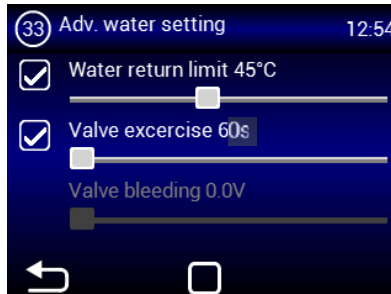 33 Adv. water setting 12:54
Water return limit 45°C
Valve excercise 60s
Valve bleeding 0.0V